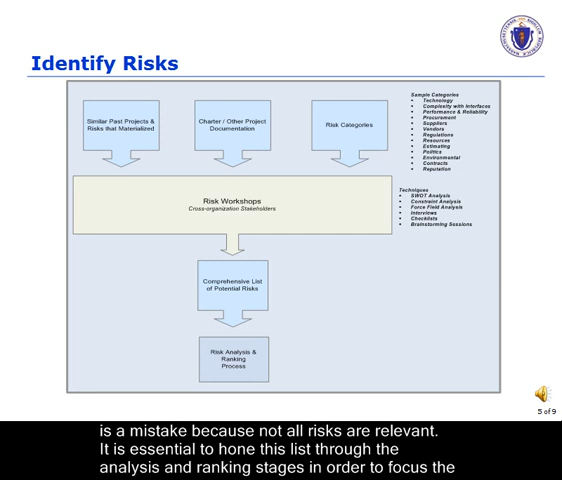 Identify Risks
Similar Past Projects &
Risks that Materialized
Charter / Other Project
Documentation
Risk Categories
Sample Categories
• Technology
• Complexity with Interfaces
• Performance & Reliability
• Procurement
• Suppliers
• Vendors
• Regulations
• Resources
• Estimating
• Politics
• Environmental
• Contracts
• Reputation
Risk Workshops
Cross-organization Stakeholders
Techniques
• SWOT Analysis
• Constraint Analysis
• Force Field Analysis
• Interviews
• Checklists
• Brainstorming Sessions
Comprehensive List
of Potential Risks
Risk Analysis &
Ranking
Process
5 of 9
is a mistake because not all risks are relevant.
It is essential to hone this list through the
analysis and ranking stages in order to focus the